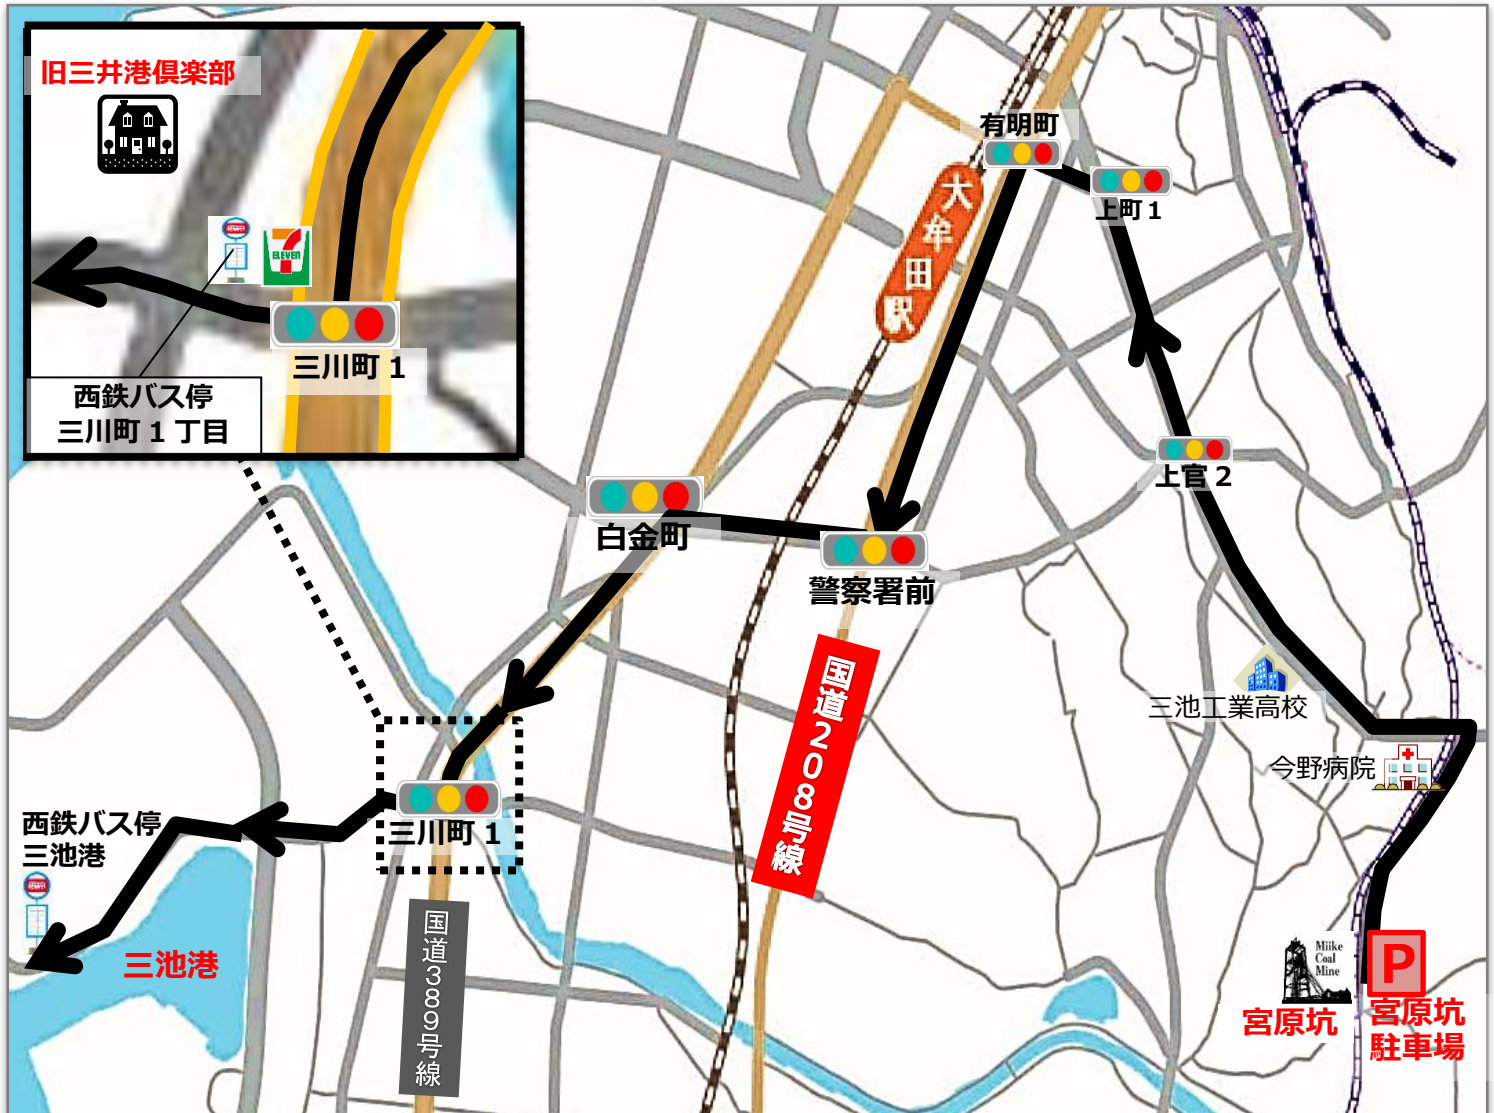 旧三井港倶楽部
ELEVEN
三川町 1
西鉄バス停
三川町 1 丁目
有明町
上町 1
大牟田駅
上官 2
白金町
警察署前
国道208号線
三池工業高校
今野病院
三川町 1
西鉄バス停
三池港
三池港
国道389号線
Miike
Coal
Mine
宮原坑
P
宮原坑
駐車場